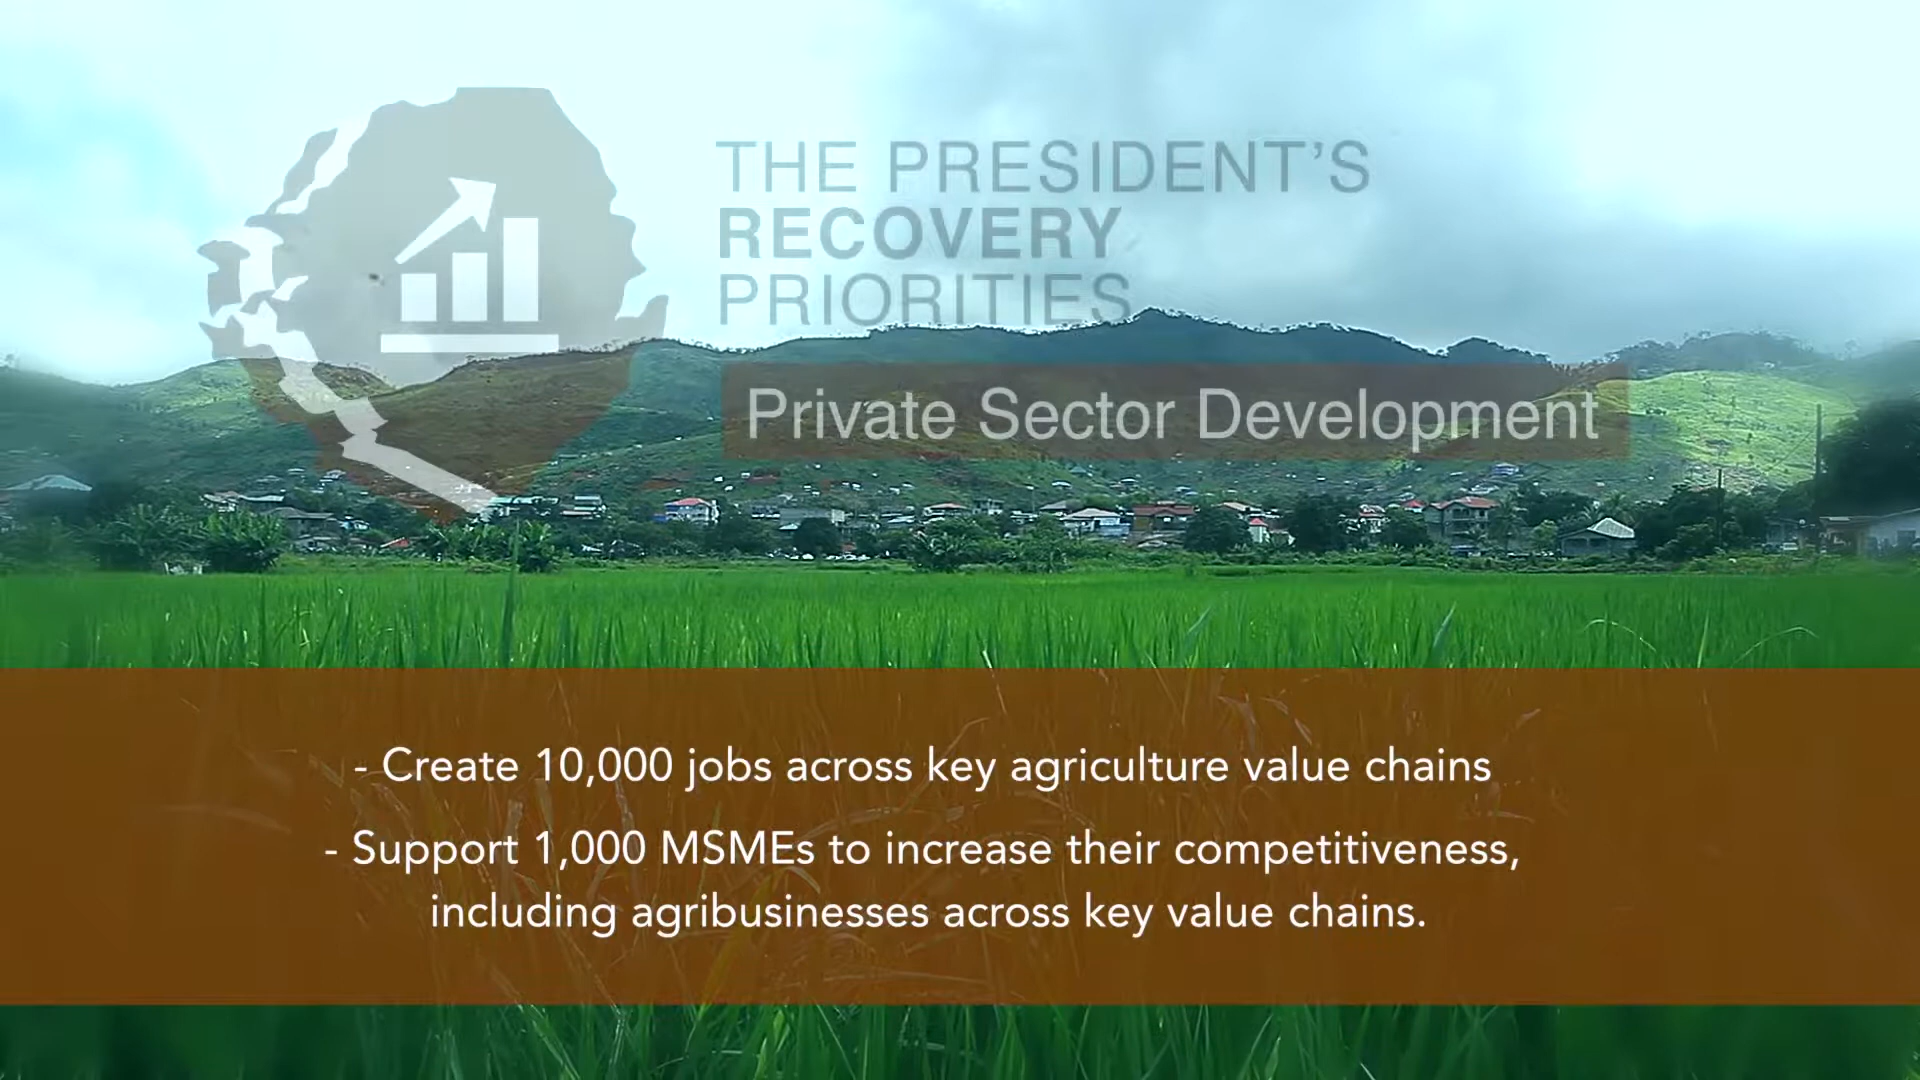 THE PRESIDENT'S
RECOVERY
PRIORITIES
Private Sector Development
- Create 10,000 jobs across key agriculture value chains
- Support 1,000 MSMEs to increase their competitiveness,
including agribusinesses across key value chains.